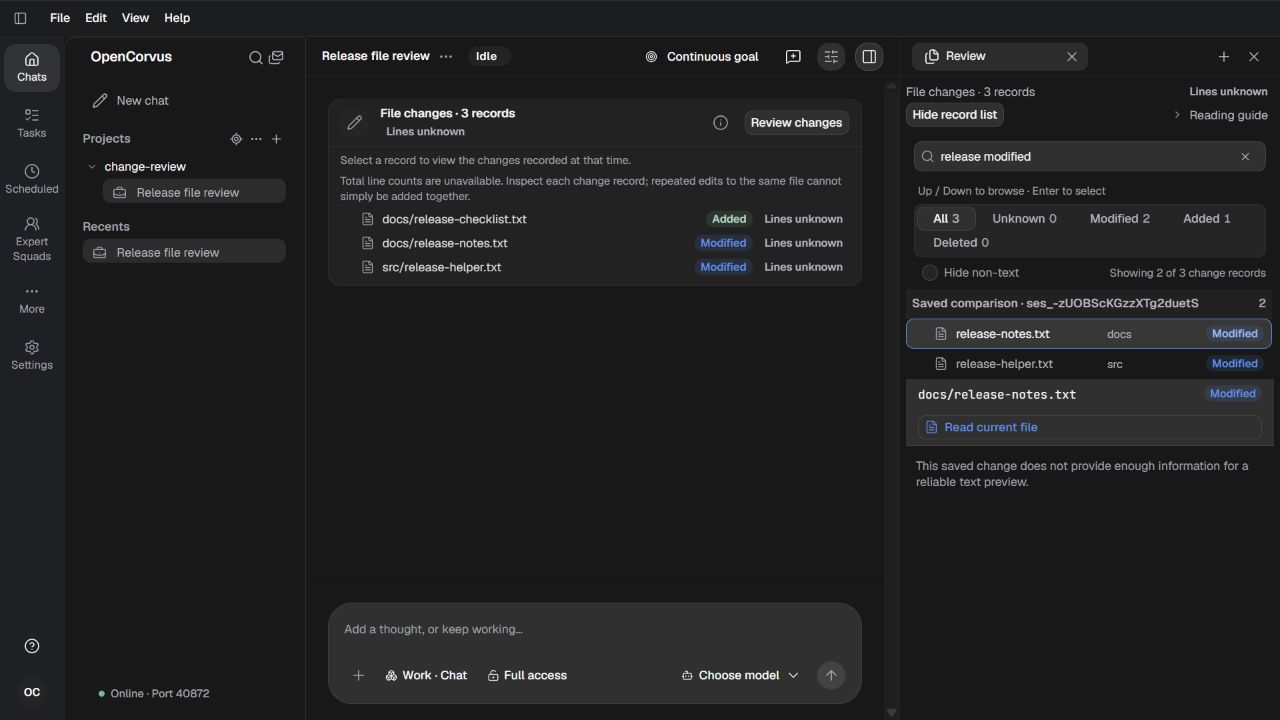 File Edit View Help
Chats
Tasks
Scheduled
Expert
Squads
More
Settings
OC
OpenCorvus
New chat
Projects
change-review
Release file review
Recents
Release file review
Online · Port 40872
Release file review
Idle
Continuous goal
File changes · 3 records
Lines unknown
Review changes
Select a record to view the changes recorded at that time.
Total line counts are unavailable. Inspect each change record; repeated edits to the same file cannot
simply be added together.
docs/release-checklist.txt Added Lines unknown
docs/release-notes.txt Modified Lines unknown
src/release-helper.txt Modified Lines unknown
Add a thought, or keep working...
Work · Chat Full access Choose model
Review
File changes · 3 records Lines unknown
Hide record list Reading guide
release modified
Up / Down to browse · Enter to select
All 3 Unknown 0 Modified 2 Added 1
Deleted 0
Hide non-text Showing 2 of 3 change records
Saved comparison · ses_-zUOBScKGzzXTg2duetS 2
release-notes.txt docs Modified
release-helper.txt src Modified
docs/release-notes.txt Modified
Read current file
This saved change does not provide enough information for a
reliable text preview.